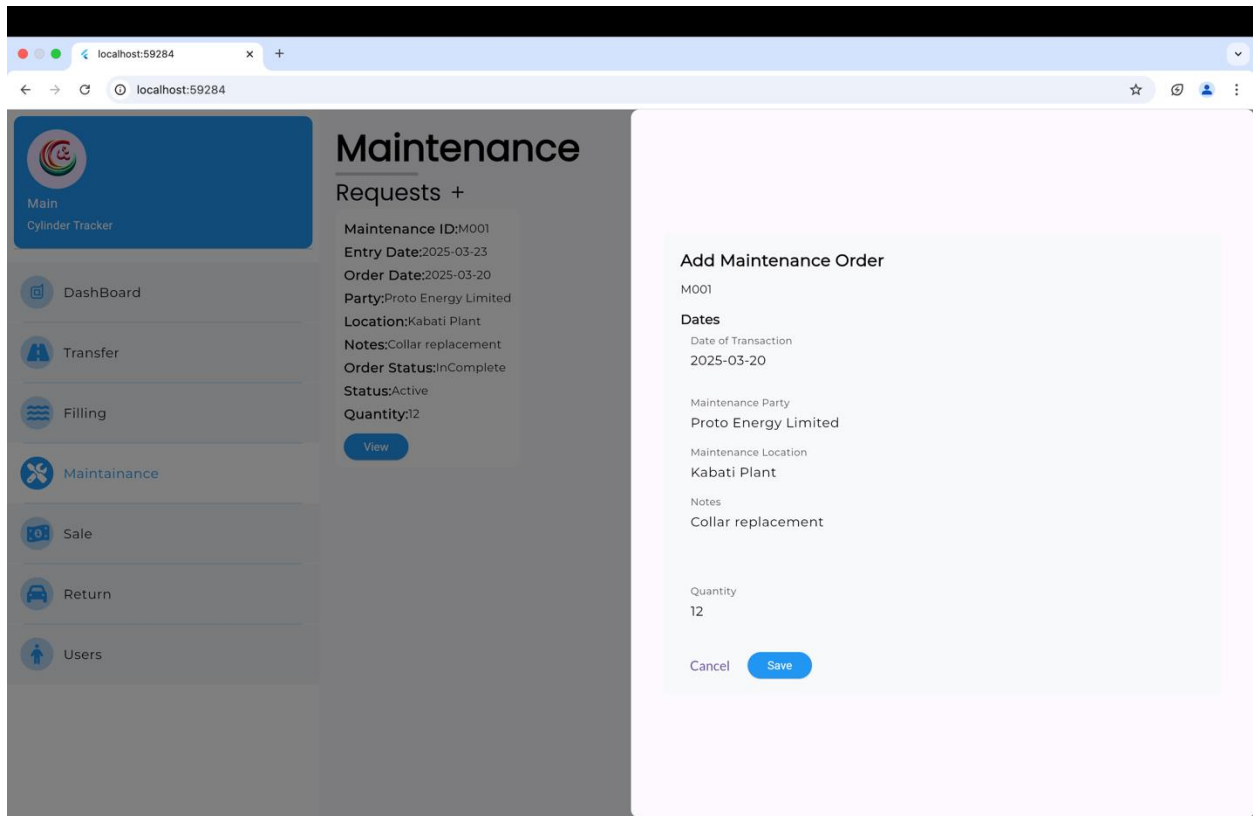 localhost:59284
localhost:59284
Main
Cylinder Tracker
DashBoard
Transfer
Filling
Maintainance
Sale
Return
Users
Maintenance
Requests +
Maintenance ID:M001
Entry Date:2025-03-23
Order Date:2025-03-20
Party:Proto Energy Limited
Location:Kabati Plant
Notes:Collar replacement
Order Status:InComplete
Status:Active
Quantity:12
View
Add Maintenance Order
M001
Dates
Date of Transaction
2025-03-20
Maintenance Party
Proto Energy Limited
Maintenance Location
Kabati Plant
Notes
Collar replacement
Quantity
12
Cancel Save